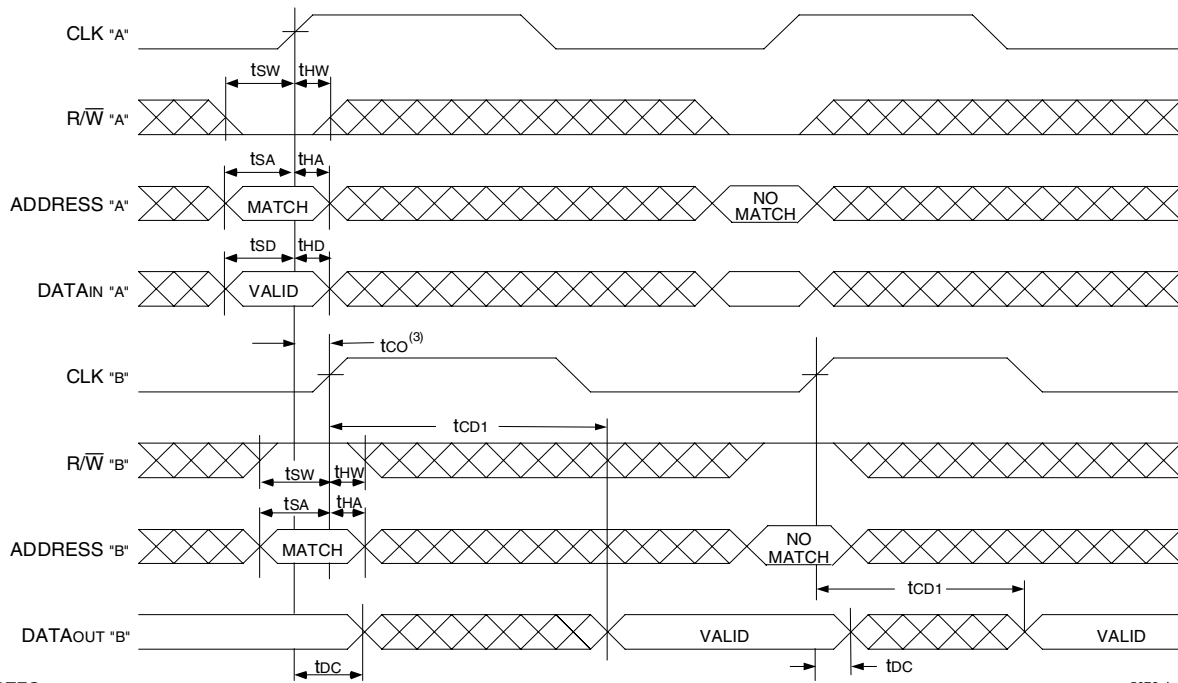 CLK "A"
tSW tHW
R/W̅ "A"
tSA tHA
ADDRESS "A" MATCH NO MATCH
tSD tHD
DATAIN "A" VALID
tCO(3)
CLK "B"
tCD1
R/W̅ "B"
tSW tHW
tSA tHA
ADDRESS "B" MATCH NO MATCH
tCD1
DATAOUT "B" VALID VALID
tDC tDC